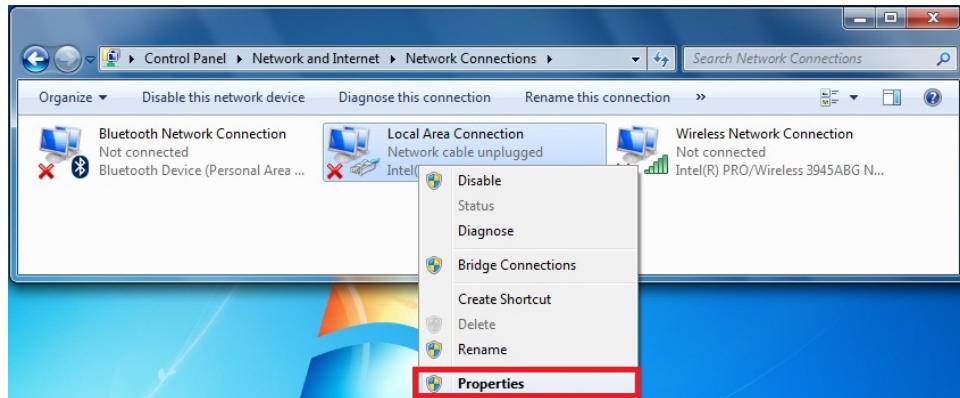 Control Panel ▸ Network and Internet ▸ Network Connections ▸
Search Network Connections
Organize ▾ Disable this network device Diagnose this connection Rename this connection »
Bluetooth Network Connection
Not connected
Bluetooth Device (Personal Area ...
Local Area Connection
Network cable unplugged
Intel(
Wireless Network Connection
Not connected
Intel(R) PRO/Wireless 3945ABG N...
Disable
Status
Diagnose
Bridge Connections
Create Shortcut
Delete
Rename
Properties